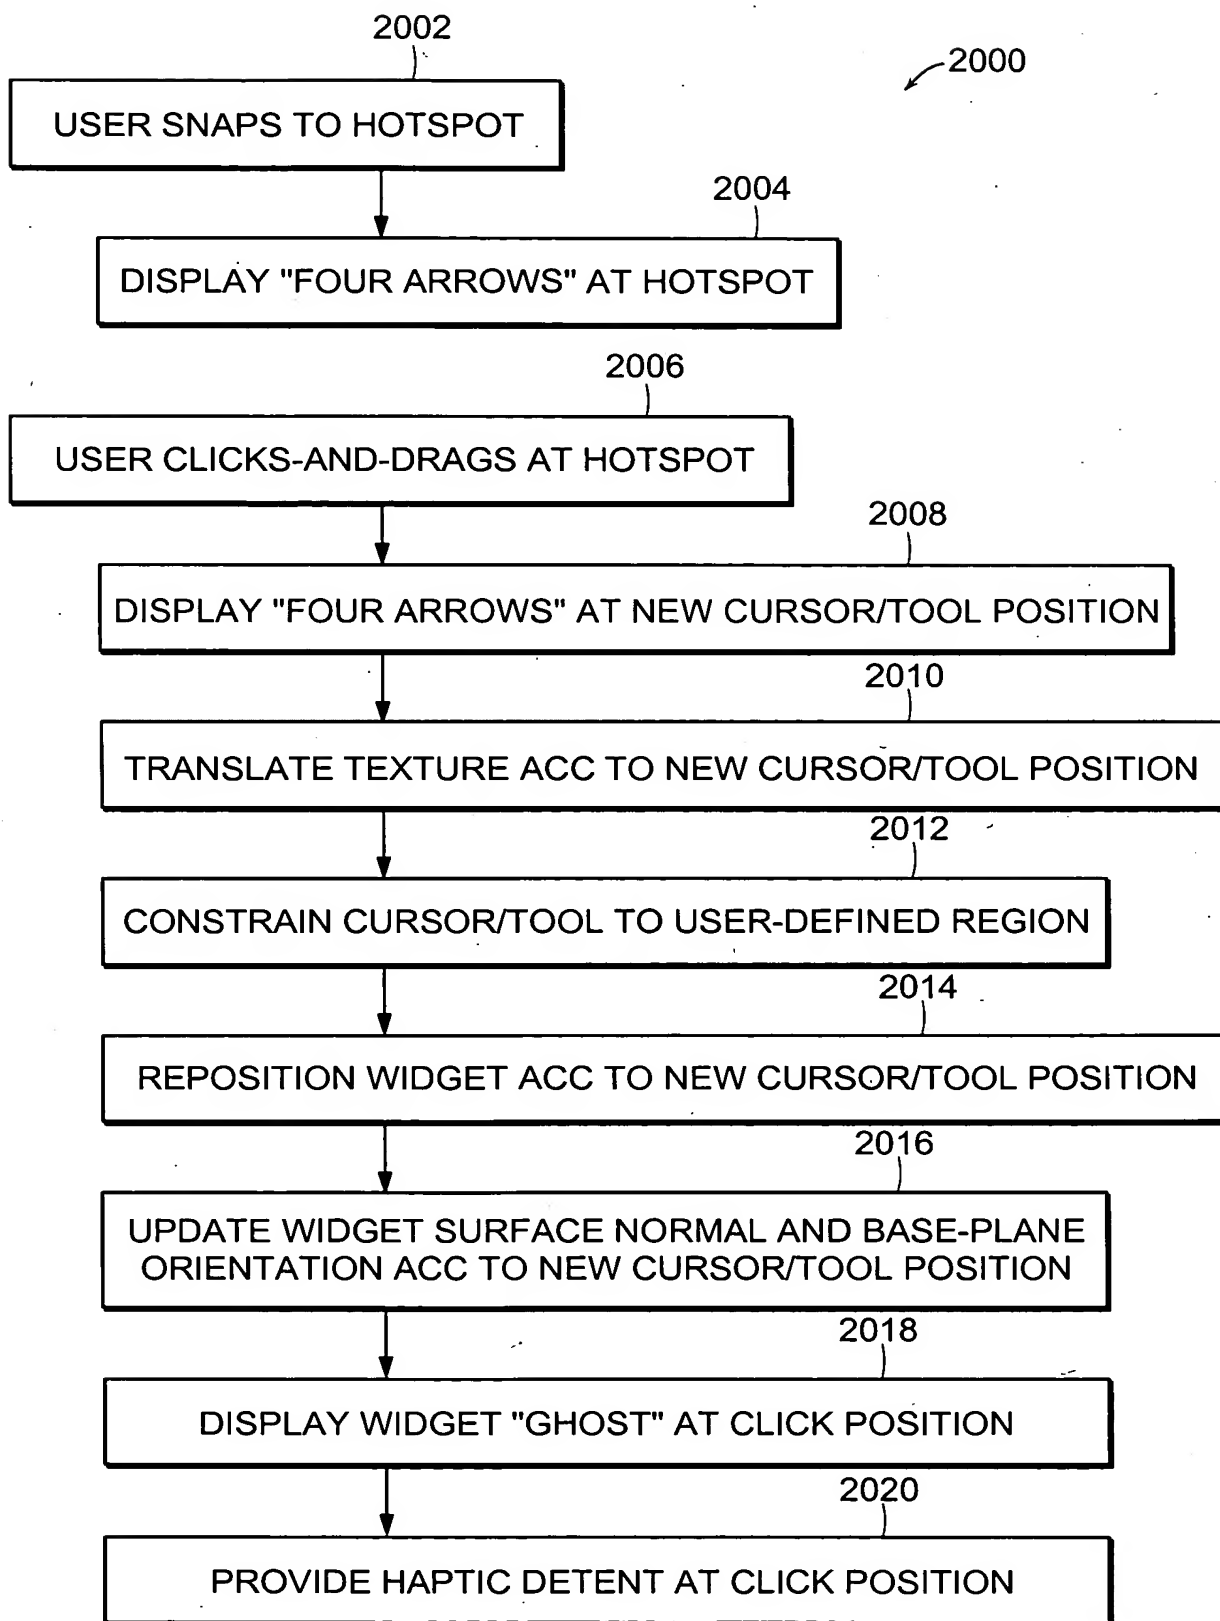 2002
2000
USER SNAPS TO HOTSPOT
2004
DISPLAY "FOUR ARROWS" AT HOTSPOT
2006
USER CLICKS-AND-DRAGS AT HOTSPOT
2008
DISPLAY "FOUR ARROWS" AT NEW CURSOR/TOOL POSITION
2010
TRANSLATE TEXTURE ACC TO NEW CURSOR/TOOL POSITION
2012
CONSTRAIN CURSOR/TOOL TO USER-DEFINED REGION
2014
REPOSITION WIDGET ACC TO NEW CURSOR/TOOL POSITION
2016
UPDATE WIDGET SURFACE NORMAL AND BASE-PLANE
ORIENTATION ACC TO NEW CURSOR/TOOL POSITION
2018
DISPLAY WIDGET "GHOST" AT CLICK POSITION
2020
PROVIDE HAPTIC DETENT AT CLICK POSITION